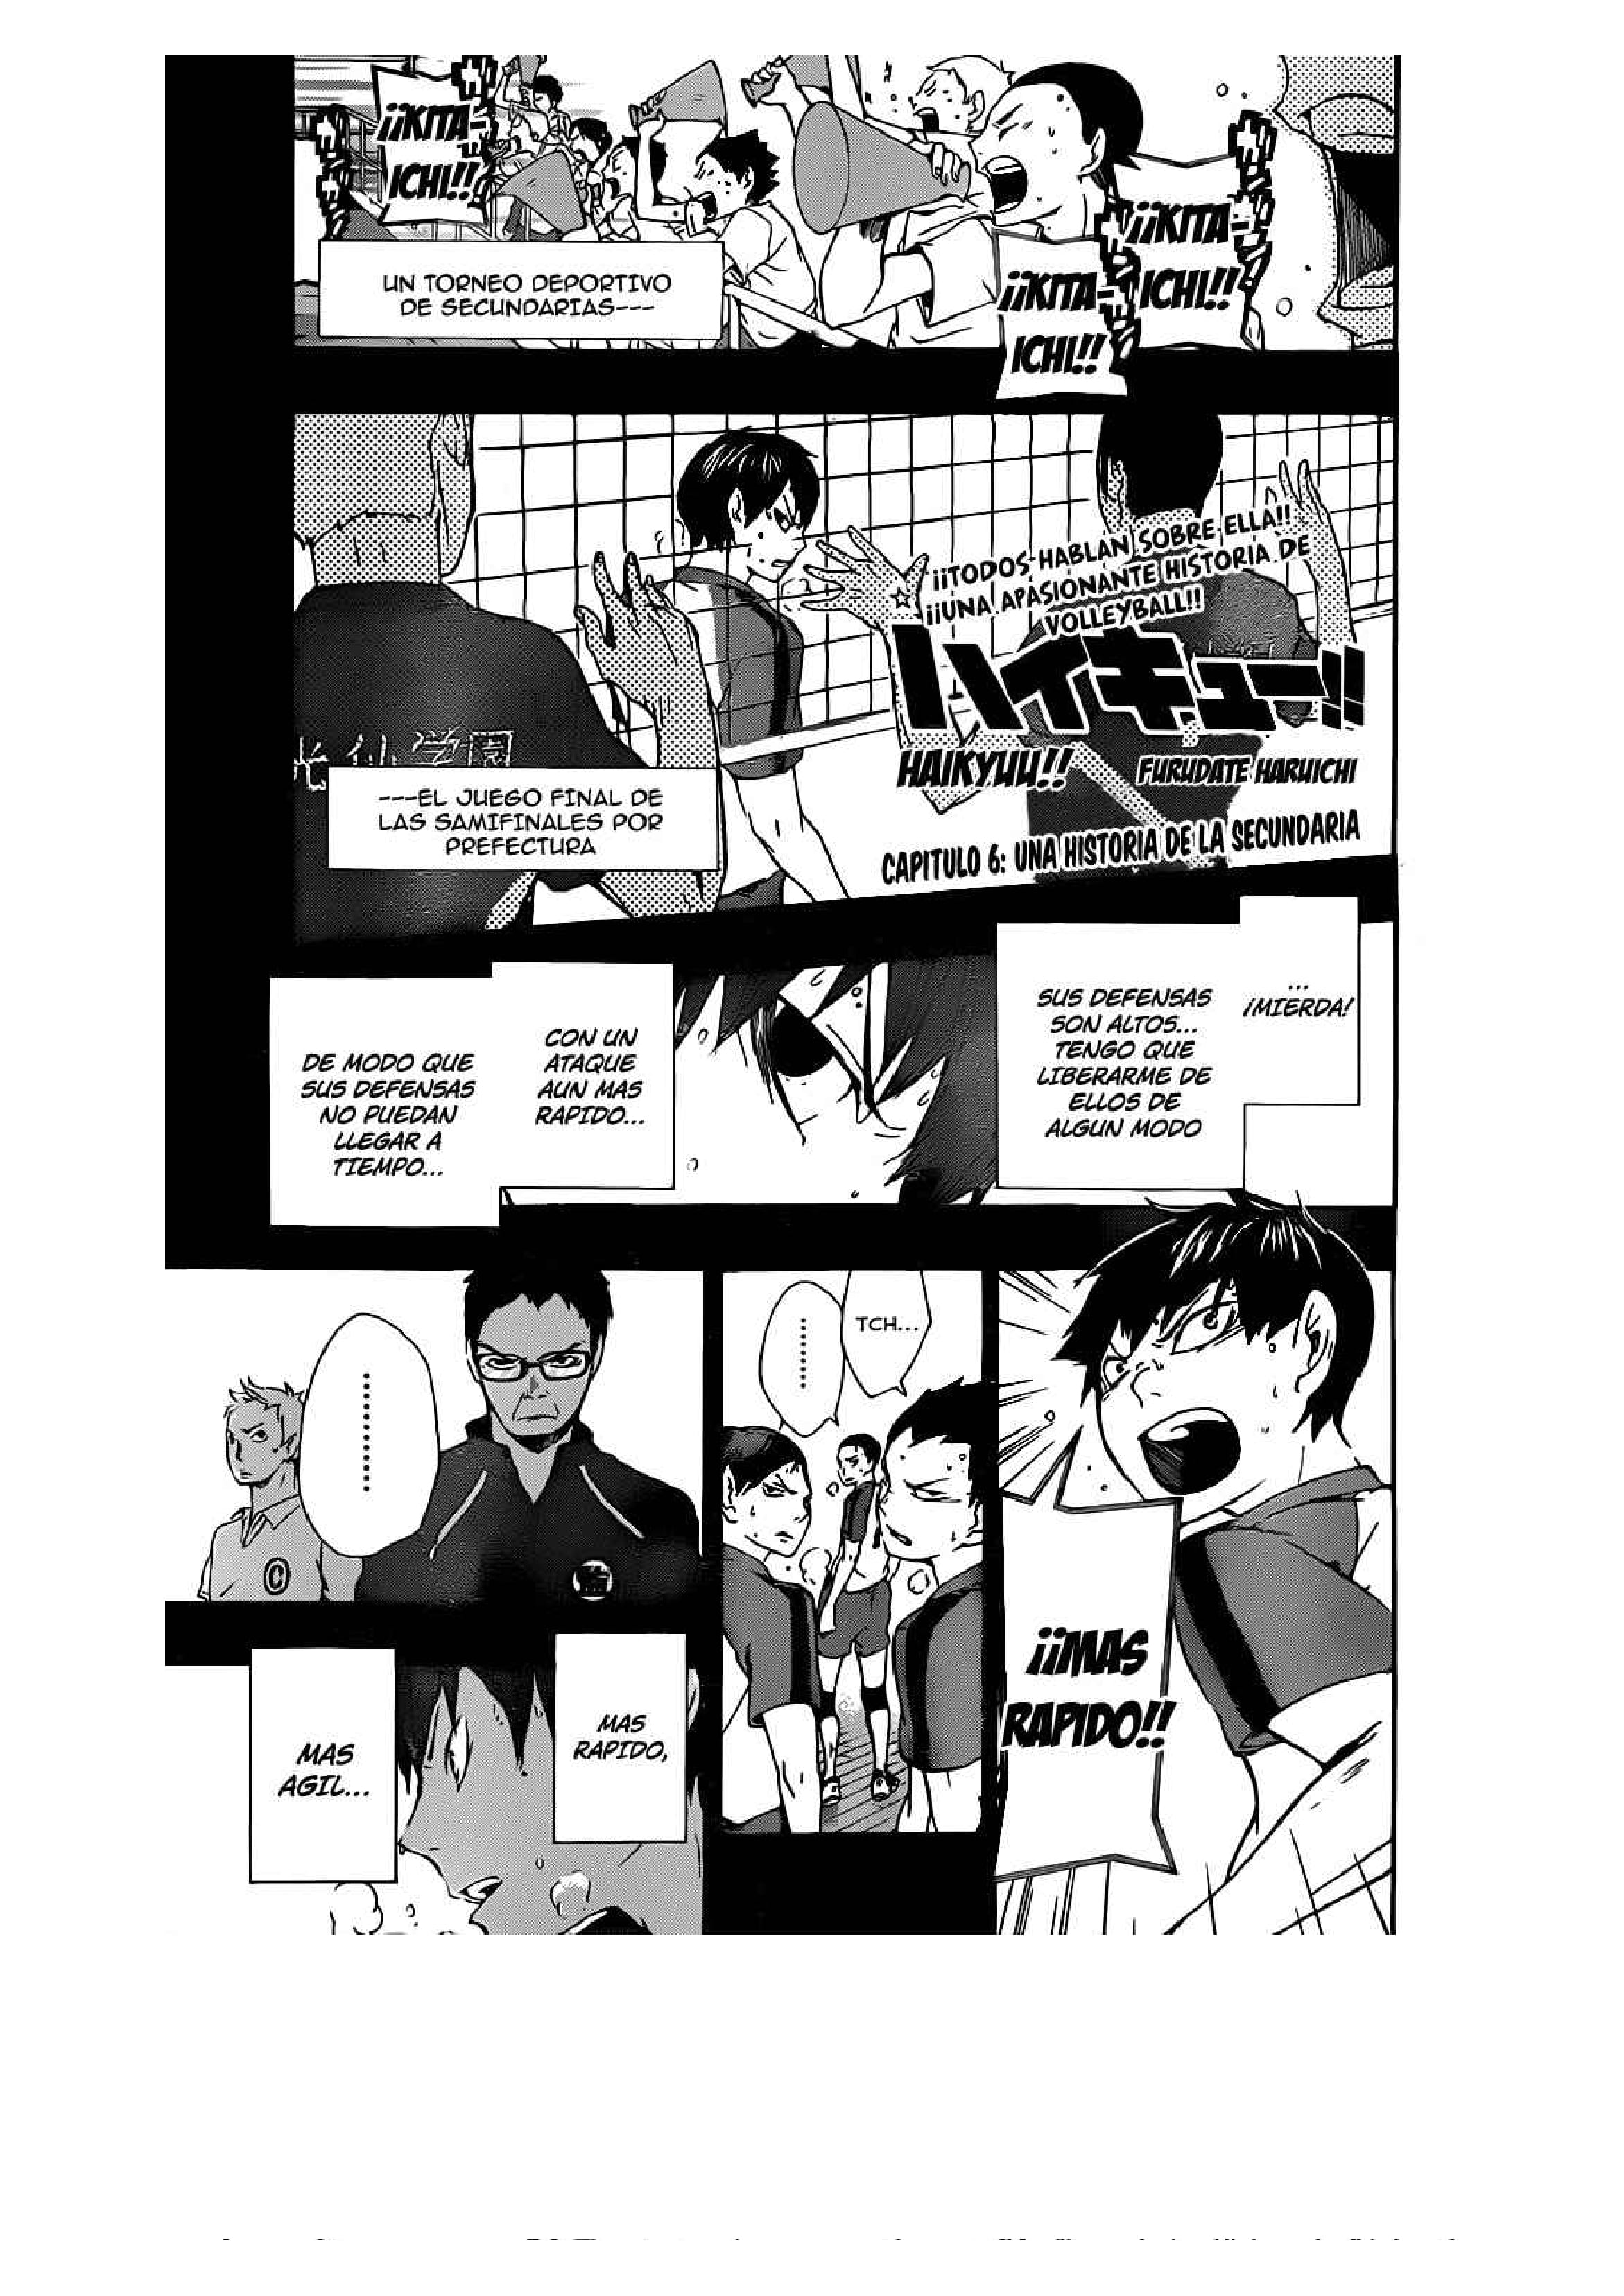 ¡¡KITA-
ICHI!!
¡¡KITA-
ICHI!!
¡¡KITA-
ICHI!!
UN TORNEO DEPORTIVO
DE SECUNDARIAS---
¡¡TODOS HABLAN SOBRE ELLA!!
¡¡UNA APASIONANTE HISTORIA DE
VOLLEYBALL!!
ハイキュー!!
HAIKYUU!!
FURUDATE HARUICHI
CAPITULO 6: UNA HISTORIA DE LA SECUNDARIA
学園
---EL JUEGO FINAL DE
LAS SAMIFINALES POR
PREFECTURA
...
¡MIERDA!
SUS DEFENSAS
SON ALTOS...
TENGO QUE
LIBERARME DE
ELLOS DE
ALGUN MODO
CON UN
ATAQUE
AUN MAS
RAPIDO...
DE MODO QUE
SUS DEFENSAS
NO PUEDAN
LLEGAR A
TIEMPO...
¡¡MAS
RAPIDO!!
TCH...
.........
...........
C
監
MAS
RAPIDO,
MAS
AGIL...